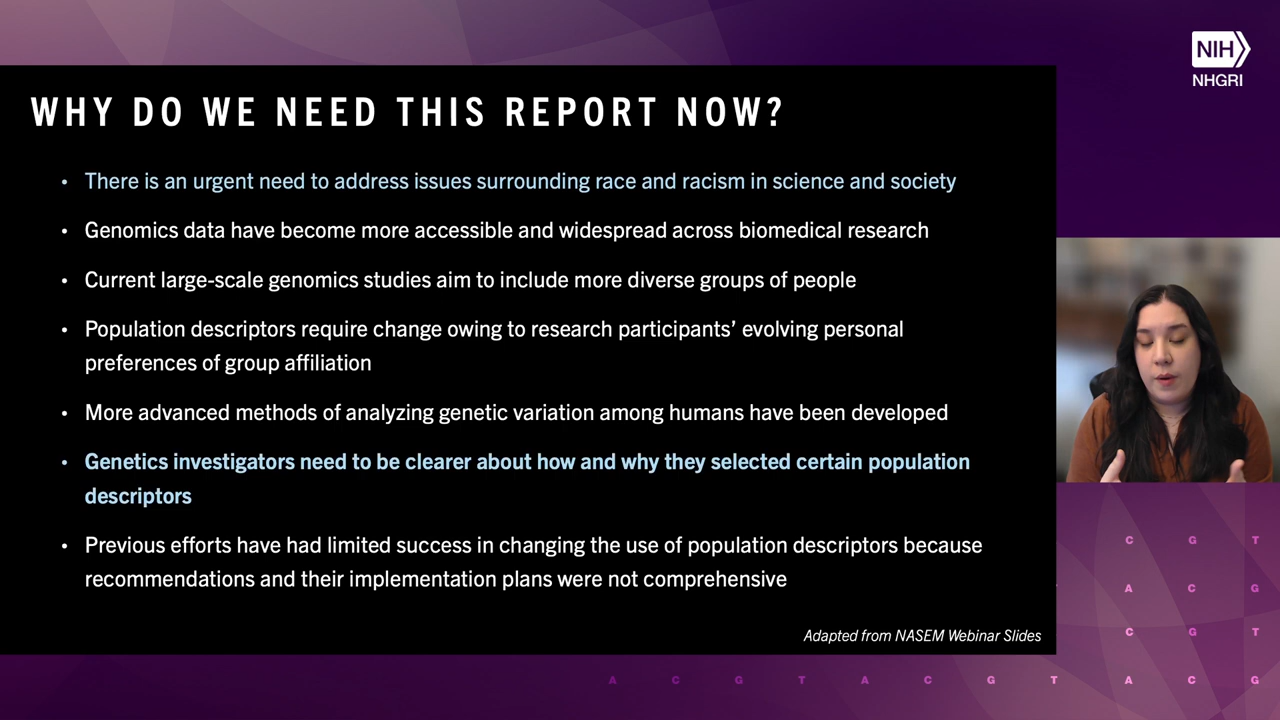 NIH
NHGRI
WHY DO WE NEED THIS REPORT NOW?
• There is an urgent need to address issues surrounding race and racism in science and society
• Genomics data have become more accessible and widespread across biomedical research
• Current large-scale genomics studies aim to include more diverse groups of people
• Population descriptors require change owing to research participants’ evolving personal
preferences of group affiliation
• More advanced methods of analyzing genetic variation among humans have been developed
• Genetics investigators need to be clearer about how and why they selected certain population
descriptors
• Previous efforts have had limited success in changing the use of population descriptors because
recommendations and their implementation plans were not comprehensive
Adapted from NASEM Webinar Slides
C G T
A C G
C G T
A C G T A C G T A C G